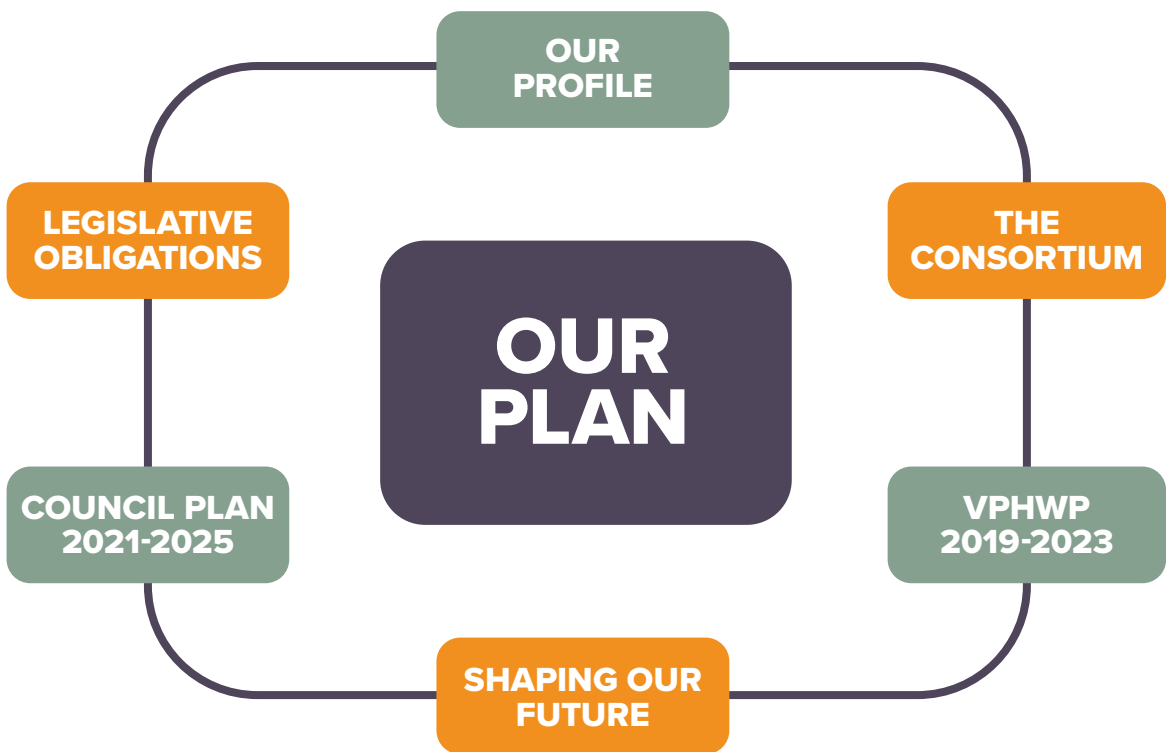 OUR
PROFILE
LEGISLATIVE
OBLIGATIONS
THE
CONSORTIUM
OUR
PLAN
COUNCIL PLAN
2021-2025
VPHWP
2019-2023
SHAPING OUR
FUTURE